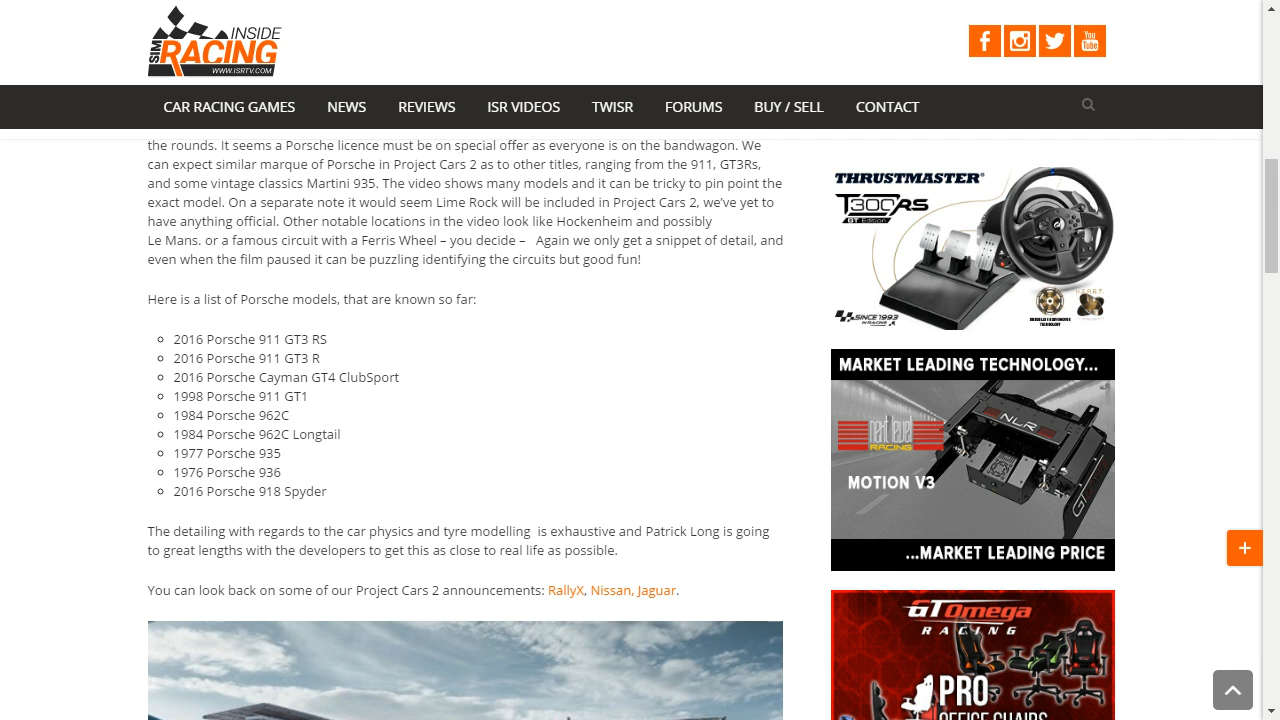 INSIDE
SIM
RACING
WWW.ISRTV.COM
You
Tube
CAR RACING GAMES NEWS REVIEWS ISR VIDEOS TWISR FORUMS BUY / SELL CONTACT
the rounds. It seems a Porsche licence must be on special offer as everyone is on the bandwagon. We
can expect similar marque of Porsche in Project Cars 2 as to other titles, ranging from the 911, GT3Rs,
and some vintage classics Martini 935. The video shows many models and it can be tricky to pin point the
exact model. On a separate note it would seem Lime Rock will be included in Project Cars 2, we've yet to
have anything official. Other notable locations in the video look like Hockenheim and possibly
Le Mans. or a famous circuit with a Ferris Wheel – you decide – Again we only get a snippet of detail, and
even when the film paused it can be puzzling identifying the circuits but good fun!
Here is a list of Porsche models, that are known so far:
2016 Porsche 911 GT3 RS
2016 Porsche 911 GT3 R
2016 Porsche Cayman GT4 ClubSport
1998 Porsche 911 GT1
1984 Porsche 962C
1984 Porsche 962C Longtail
1977 Porsche 935
1976 Porsche 936
2016 Porsche 918 Spyder
The detailing with regards to the car physics and tyre modelling is exhaustive and Patrick Long is going
to great lengths with the developers to get this as close to real life as possible.
You can look back on some of our Project Cars 2 announcements: RallyX, Nissan, Jaguar.
THRUSTMASTER
T300RS
GT Edition
SINCE 1993
IN RACING
H.E.A.R.T
MARKET LEADING TECHNOLOGY...
NLR
next level
RACING
MOTION V3
...MARKET LEADING PRICE
GT Omega
RACING
PRO
OFFICE CHAIRS